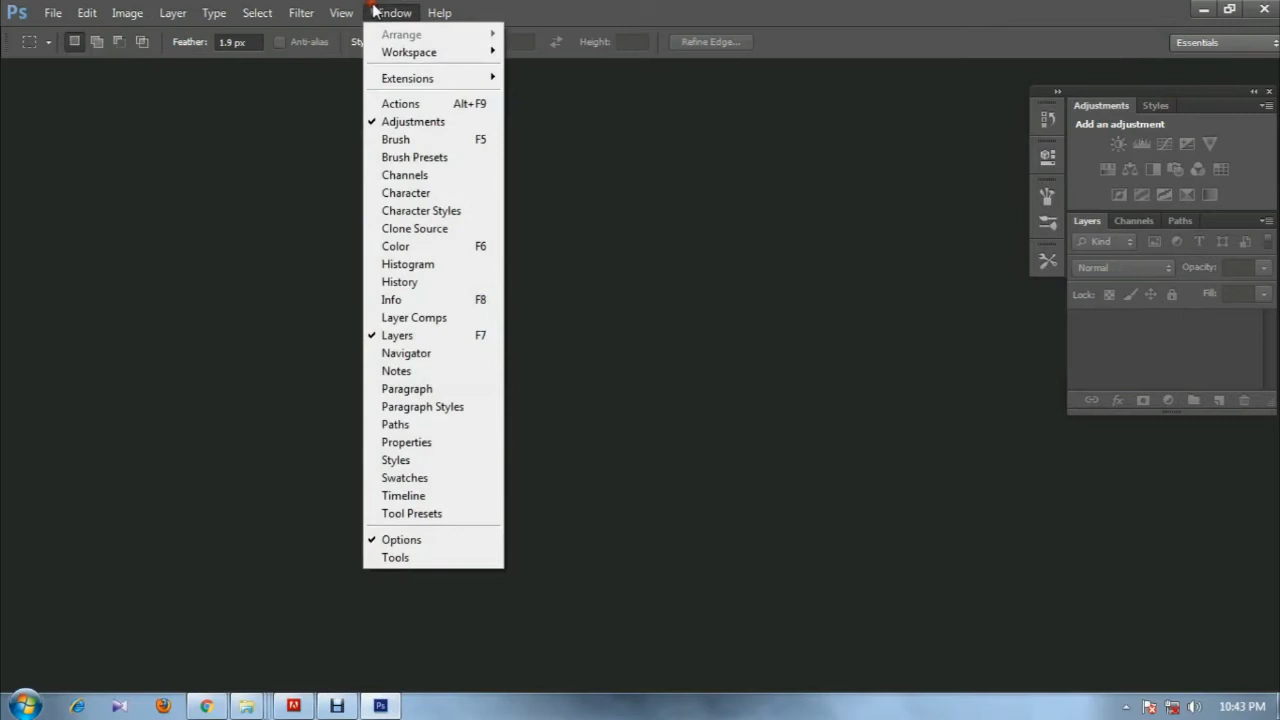 Ps File Edit Image Layer Type Select Filter View Window Help
Feather: 1.9 px Anti-alias Height: Refine Edge... Essentials
Arrange
Workspace
Extensions
Actions Alt+F9
Adjustments
Brush F5
Brush Presets
Channels
Character
Character Styles
Clone Source
Color F6
Histogram
History
Info F8
Layer Comps
Layers F7
Navigator
Notes
Paragraph
Paragraph Styles
Paths
Properties
Styles
Swatches
Timeline
Tool Presets
Options
Tools
Adjustments Styles
Add an adjustment
Layers Channels Paths
Kind
Normal Opacity:
Lock: Fill:
Ps 10:43 PM